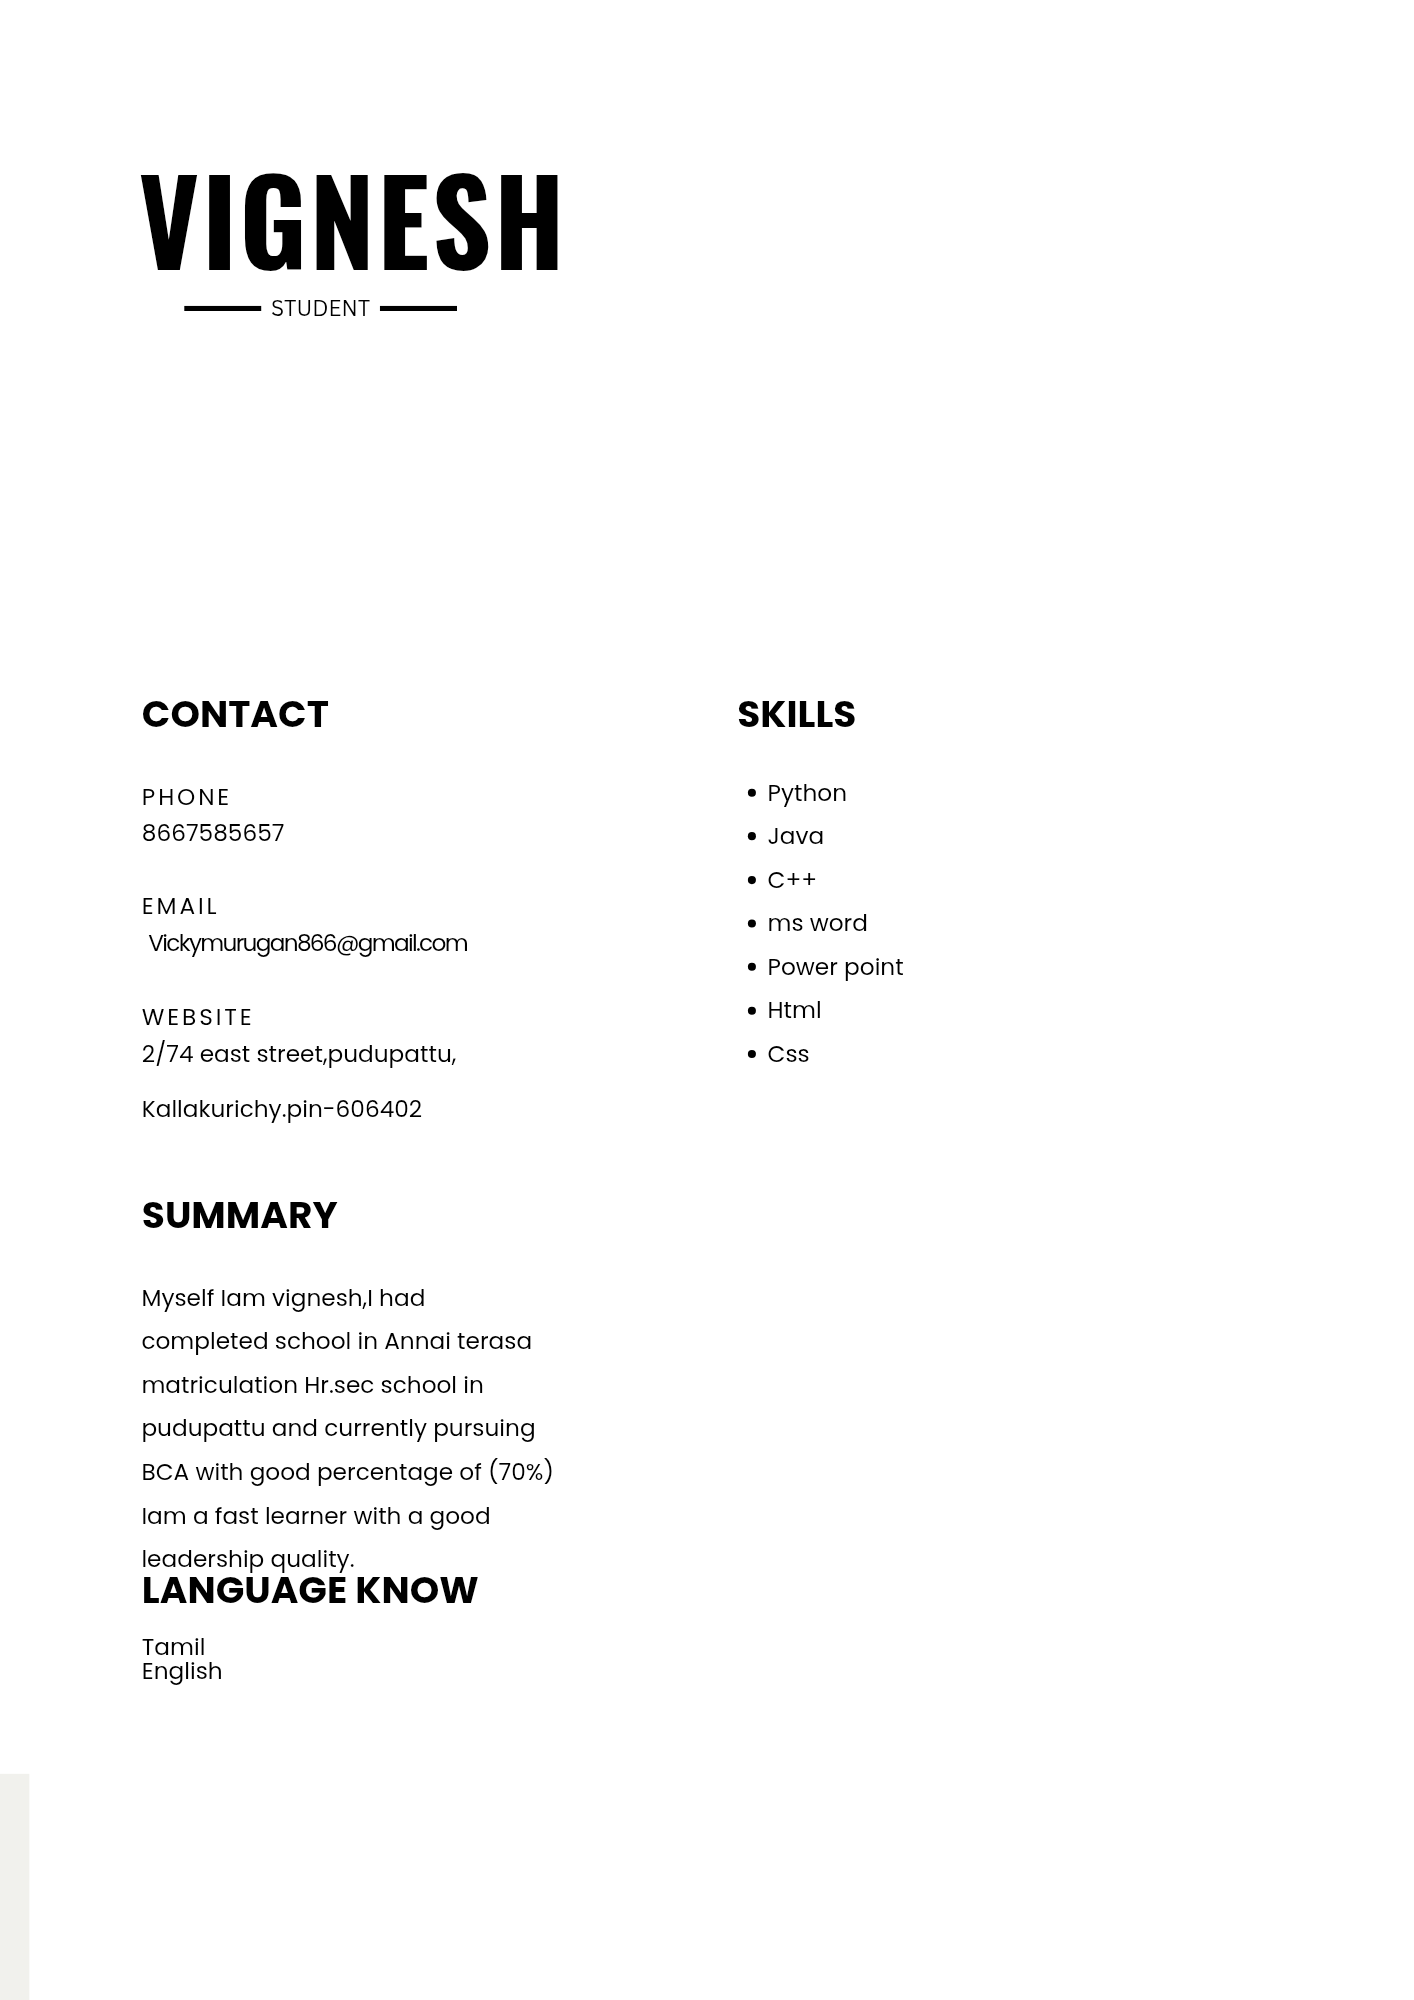 VIGNESH
STUDENT
CONTACT
PHONE
8667585657
EMAIL
Vickymurugan866@gmail.com
WEBSITE
2/74 east street,pudupattu,
Kallakurichy.pin-606402
SKILLS
Python
Java
C++
ms word
Power point
Html
Css
SUMMARY
Myself Iam vignesh,I had
completed school in Annai terasa
matriculation Hr.sec school in
pudupattu and currently pursuing
BCA with good percentage of (70%)
Iam a fast learner with a good
leadership quality.
LANGUAGE KNOW
Tamil
English